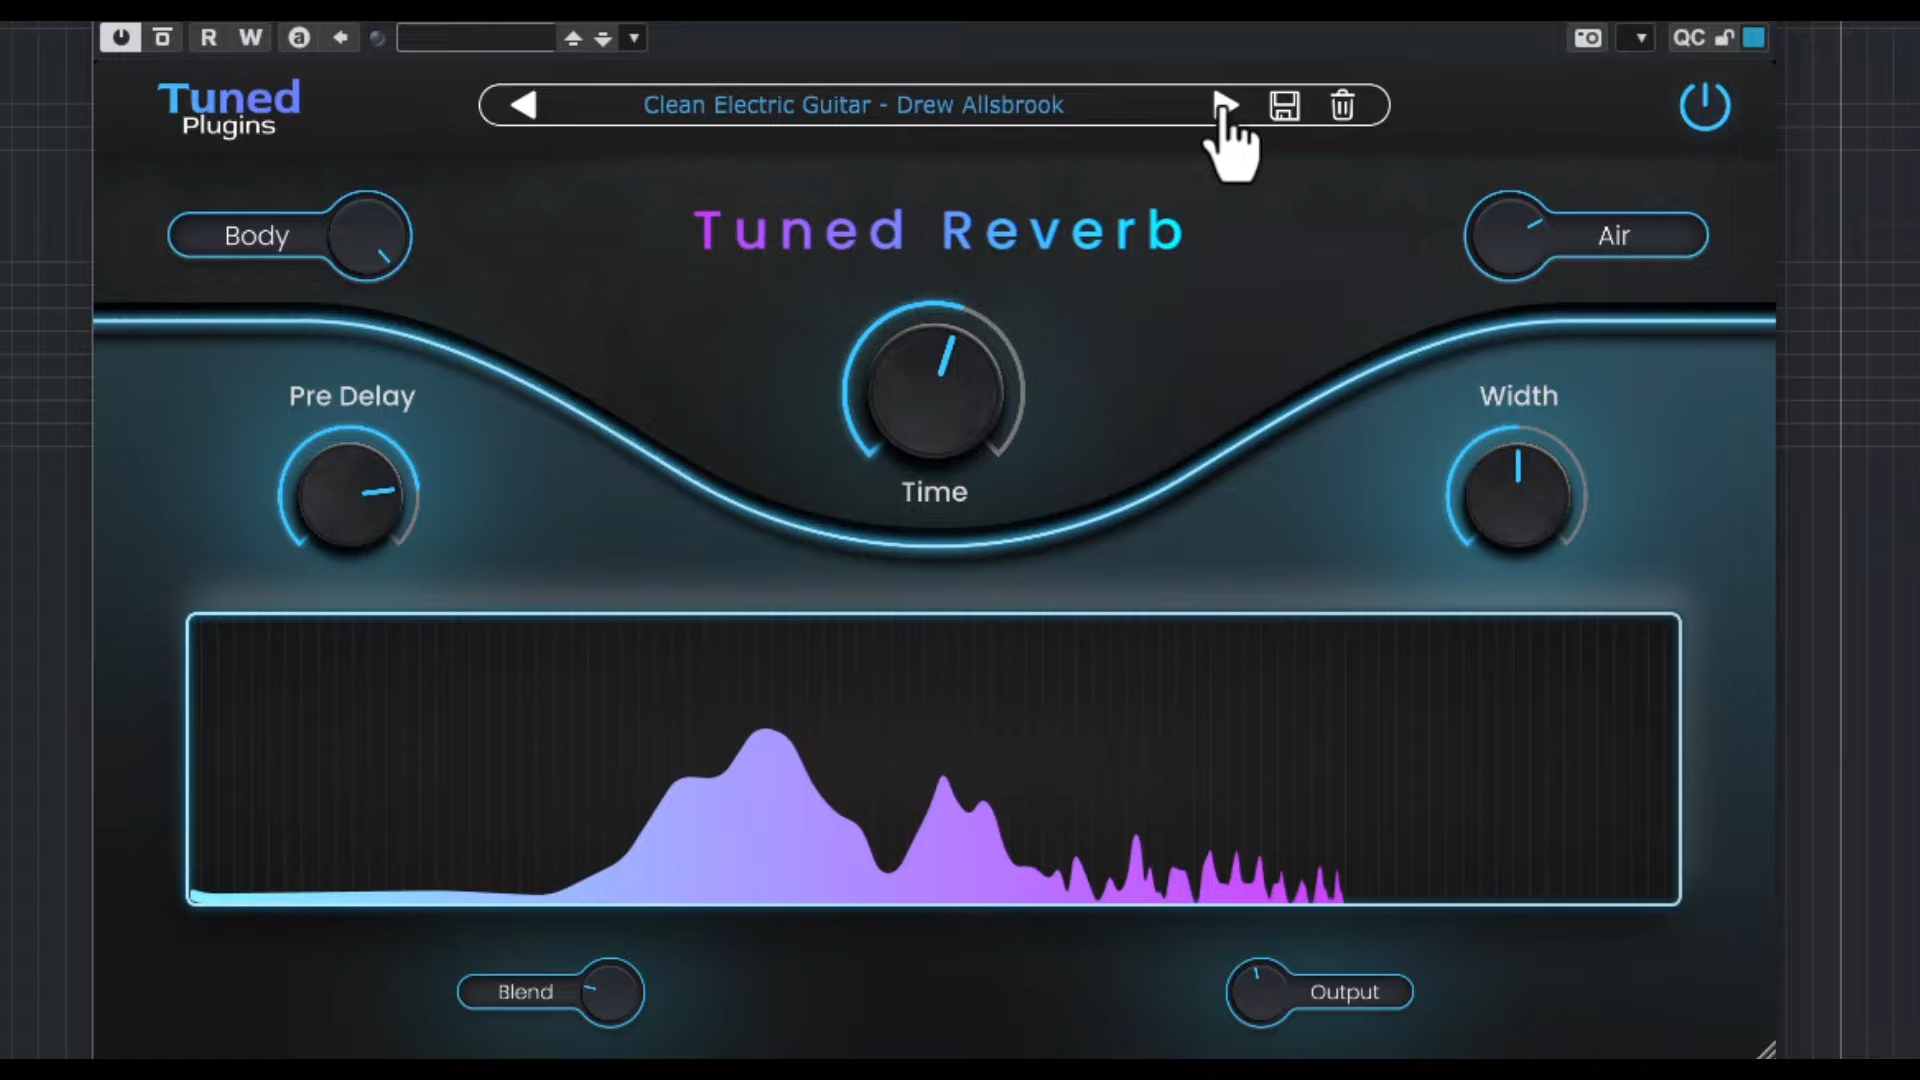 R W a QC
Tuned
Plugins
Clean Electric Guitar - Drew Allsbrook
Body
Tuned Reverb
Air
Pre Delay
Width
Time
Blend
Output